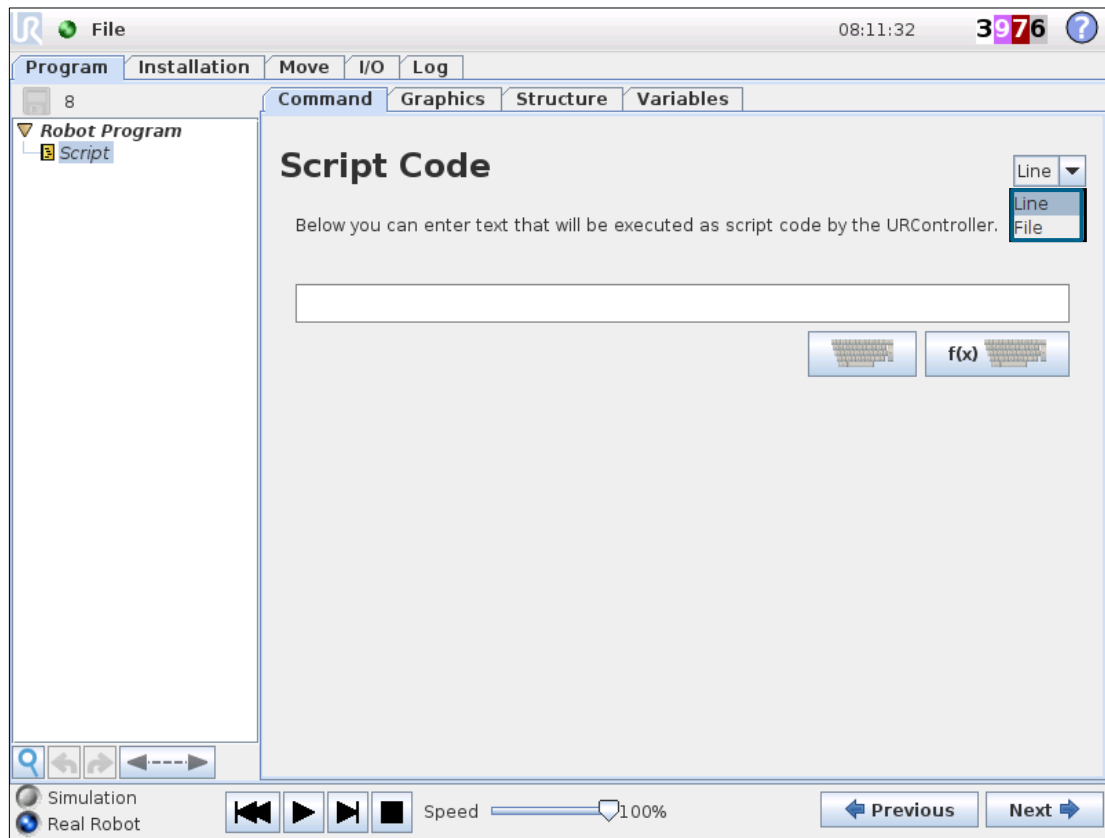 UR File 08:11:32 3976 ?
Program Installation Move I/O Log
8 Command Graphics Structure Variables
Robot Program
Script
Script Code
Line
Line
File
Below you can enter text that will be executed as script code by the URController.
f(x)
Simulation
Real Robot
Speed 100%
Previous Next